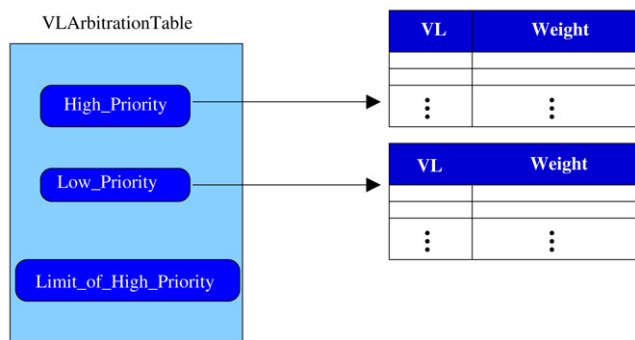 VLArbitrationTable
High_Priority
Low_Priority
Limit_of_High_Priority
VL Weight
VL Weight